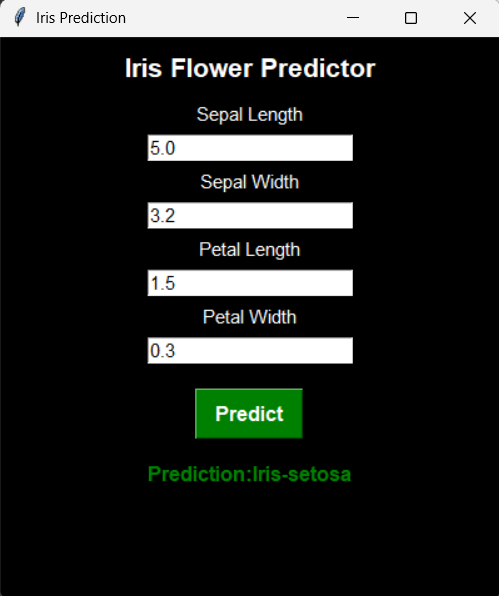 Iris Prediction
Iris Flower Predictor
Sepal Length
5.0
Sepal Width
3.2
Petal Length
1.5
Petal Width
0.3
Predict
Prediction:Iris-setosa